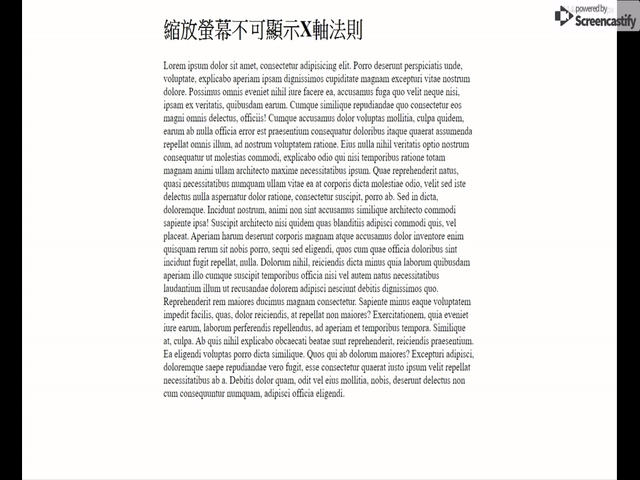 縮放螢幕不可顯示X軸法則
powered by
Screencastify
Lorem ipsum dolor sit amet, consectetur adipisicing elit. Porro deserunt perspiciatis unde,
voluptate, explicabo aperiam ipsam dignissimos cupiditate magnam excepturi vitae nostrum
dolore. Possimus omnis eveniet nihil iure facere ea, accusamus fuga quo velit neque nisi,
ipsam ex veritatis, quibusdam earum. Cumque similique repudiandae quo consectetur eos
magni omnis delectus, officiis! Cumque accusamus dolor voluptas mollitia, culpa quidem,
earum ab nulla officia error est praesentium consequatur doloribus itaque quaerat assumenda
repellat omnis illum, ad nostrum voluptatem ratione. Eius nulla nihil veritatis optio nostrum
consequatur ut molestias commodi, explicabo odio qui nisi temporibus ratione totam
magnam animi ullam architecto maxime necessitatibus ipsum. Quae reprehenderit natus,
quasi necessitatibus numquam ullam vitae ea at corporis dicta molestiae odio, velit sed iste
delectus nulla aspernatur dolor ratione, consectetur suscipit, porro ab. Sed in dicta,
doloremque. Incidunt nostrum, animi non sint accusamus similique architecto commodi
sapiente ipsa! Suscipit architecto nisi quidem quas blanditiis adipisci commodi quis, vel
placeat. Aperiam harum deserunt corporis magnam atque accusamus dolor inventore enim
quisquam rerum sit nobis porro, sequi sed eligendi, quos cum quae officia doloribus sint
incidunt fugit repellat, nulla. Dolorum nihil, reiciendis dicta minus quia laborum quibusdam
aperiam illo cumque suscipit temporibus officia nisi vel autem natus necessitatibus
laudantium illum ut recusandae dolorem adipisci nesciunt debitis dignissimos quo.
Reprehenderit rem maiores ducimus magnam consectetur. Sapiente minus eaque voluptatem
impedit facilis, quas, dolor reiciendis, at repellat non maiores? Exercitationem, quia eveniet
iure earum, laborum perferendis repellendus, ad aperiam et temporibus tempora. Similique
at, culpa. Ab quis nihil explicabo obcaecati beatae sunt reprehenderit, reiciendis praesentium.
Ea eligendi voluptas porro dicta similique. Quos qui ab dolorum maiores? Excepturi adipisci,
doloremque saepe repudiandae vero fugit, esse consectetur quaerat iusto ipsum velit repellat
necessitatibus ab a. Debitis dolor quam, odit vel eius mollitia, nobis, deserunt delectus non
cum consequuntur numquam, adipisci officia eligendi.